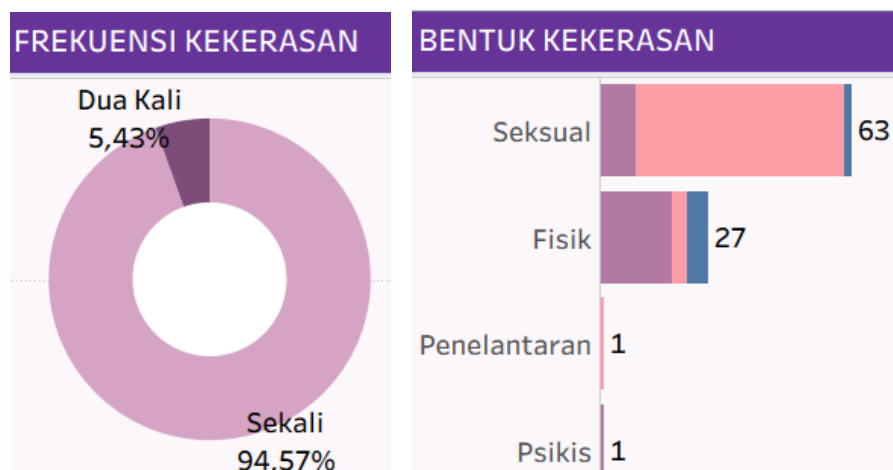 FREKUENSI KEKERASAN
Dua Kali
5,43%
Sekali
94,57%
BENTUK KEKERASAN
Seksual 63
Fisik 27
Penelantaran 1
Psikis 1